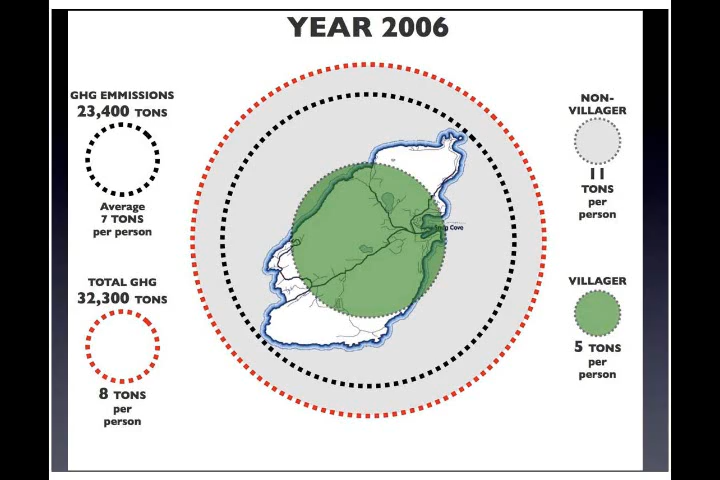 YEAR 2006
GHG EMMISSIONS
23,400 TONS
Average
7 TONS
per person
TOTAL GHG
32,300 TONS
8 TONS
per
person
NON-
VILLAGER
11
TONS
per
person
VILLAGER
5 TONS
per
person
Cove